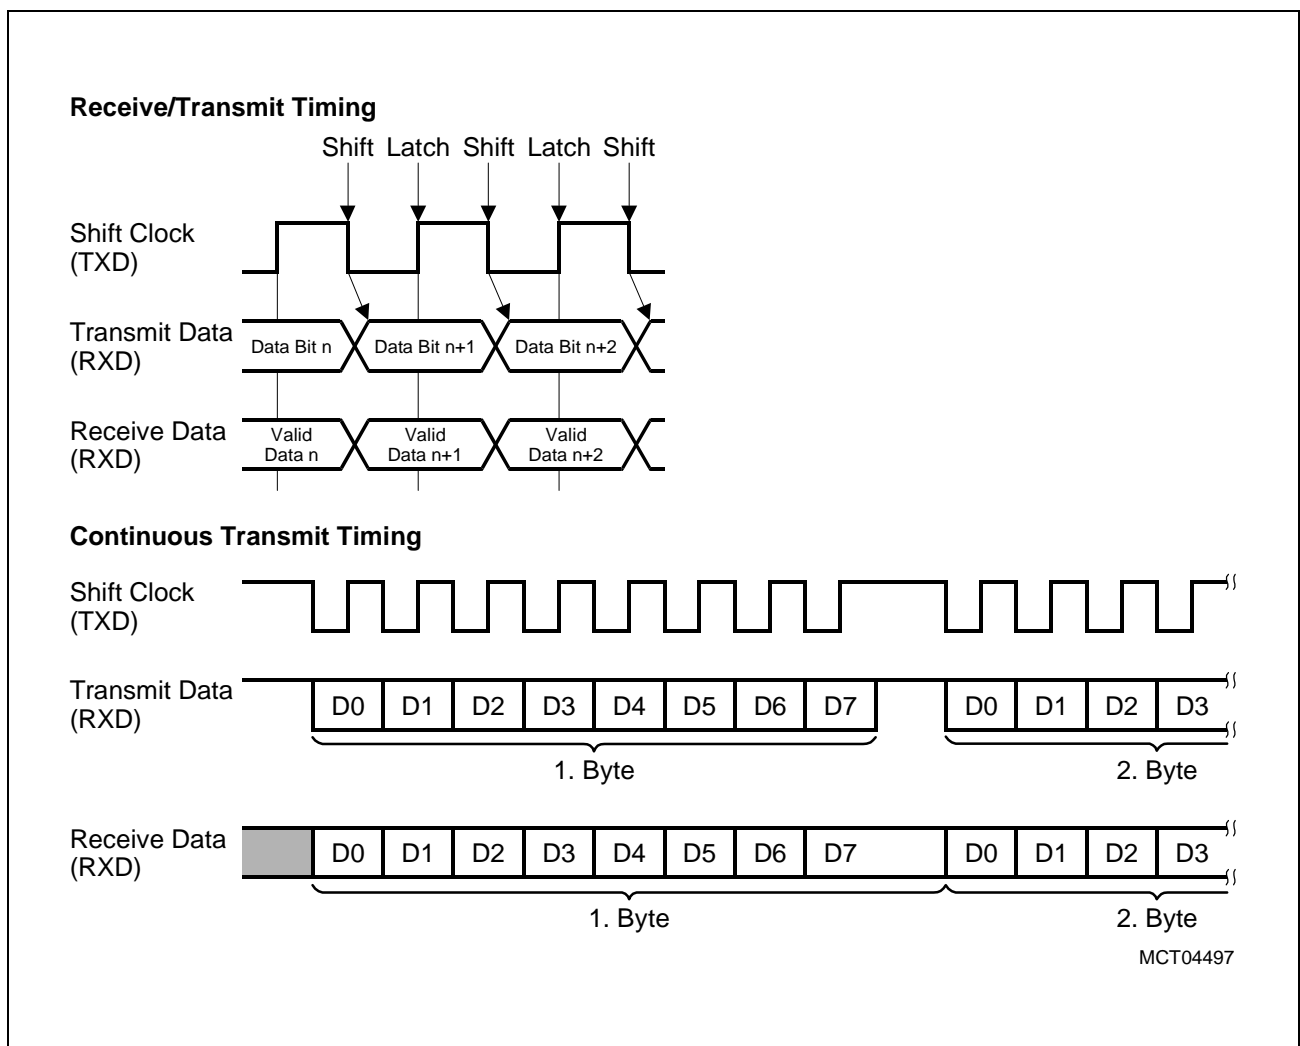 Receive/Transmit Timing
Shift Latch Shift Latch Shift
Shift Clock
(TXD)
Transmit Data
(RXD)
Data Bit n Data Bit n+1 Data Bit n+2
Receive Data
(RXD)
Valid Valid Valid
Data n Data n+1 Data n+2
Continuous Transmit Timing
Shift Clock
(TXD)
Transmit Data
(RXD)
D0 D1 D2 D3 D4 D5 D6 D7 D0 D1 D2 D3
1. Byte 2. Byte
Receive Data
(RXD)
D0 D1 D2 D3 D4 D5 D6 D7 D0 D1 D2 D3
1. Byte 2. Byte
MCT04497